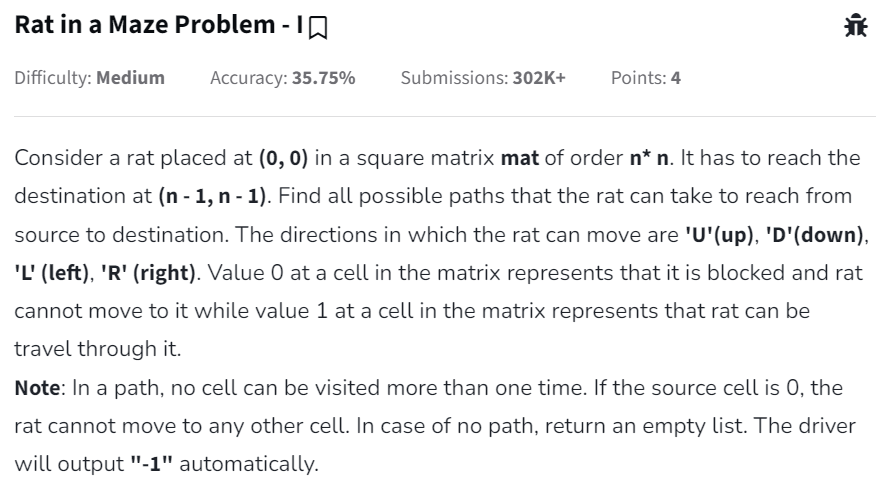 Rat in a Maze Problem - I
Difficulty: Medium Accuracy: 35.75% Submissions: 302K+ Points: 4
Consider a rat placed at (0, 0) in a square matrix mat of order n* n. It has to reach the
destination at (n - 1, n - 1). Find all possible paths that the rat can take to reach from
source to destination. The directions in which the rat can move are 'U'(up), 'D'(down),
'L' (left), 'R' (right). Value 0 at a cell in the matrix represents that it is blocked and rat
cannot move to it while value 1 at a cell in the matrix represents that rat can be
travel through it.
Note: In a path, no cell can be visited more than one time. If the source cell is 0, the
rat cannot move to any other cell. In case of no path, return an empty list. The driver
will output "-1" automatically.